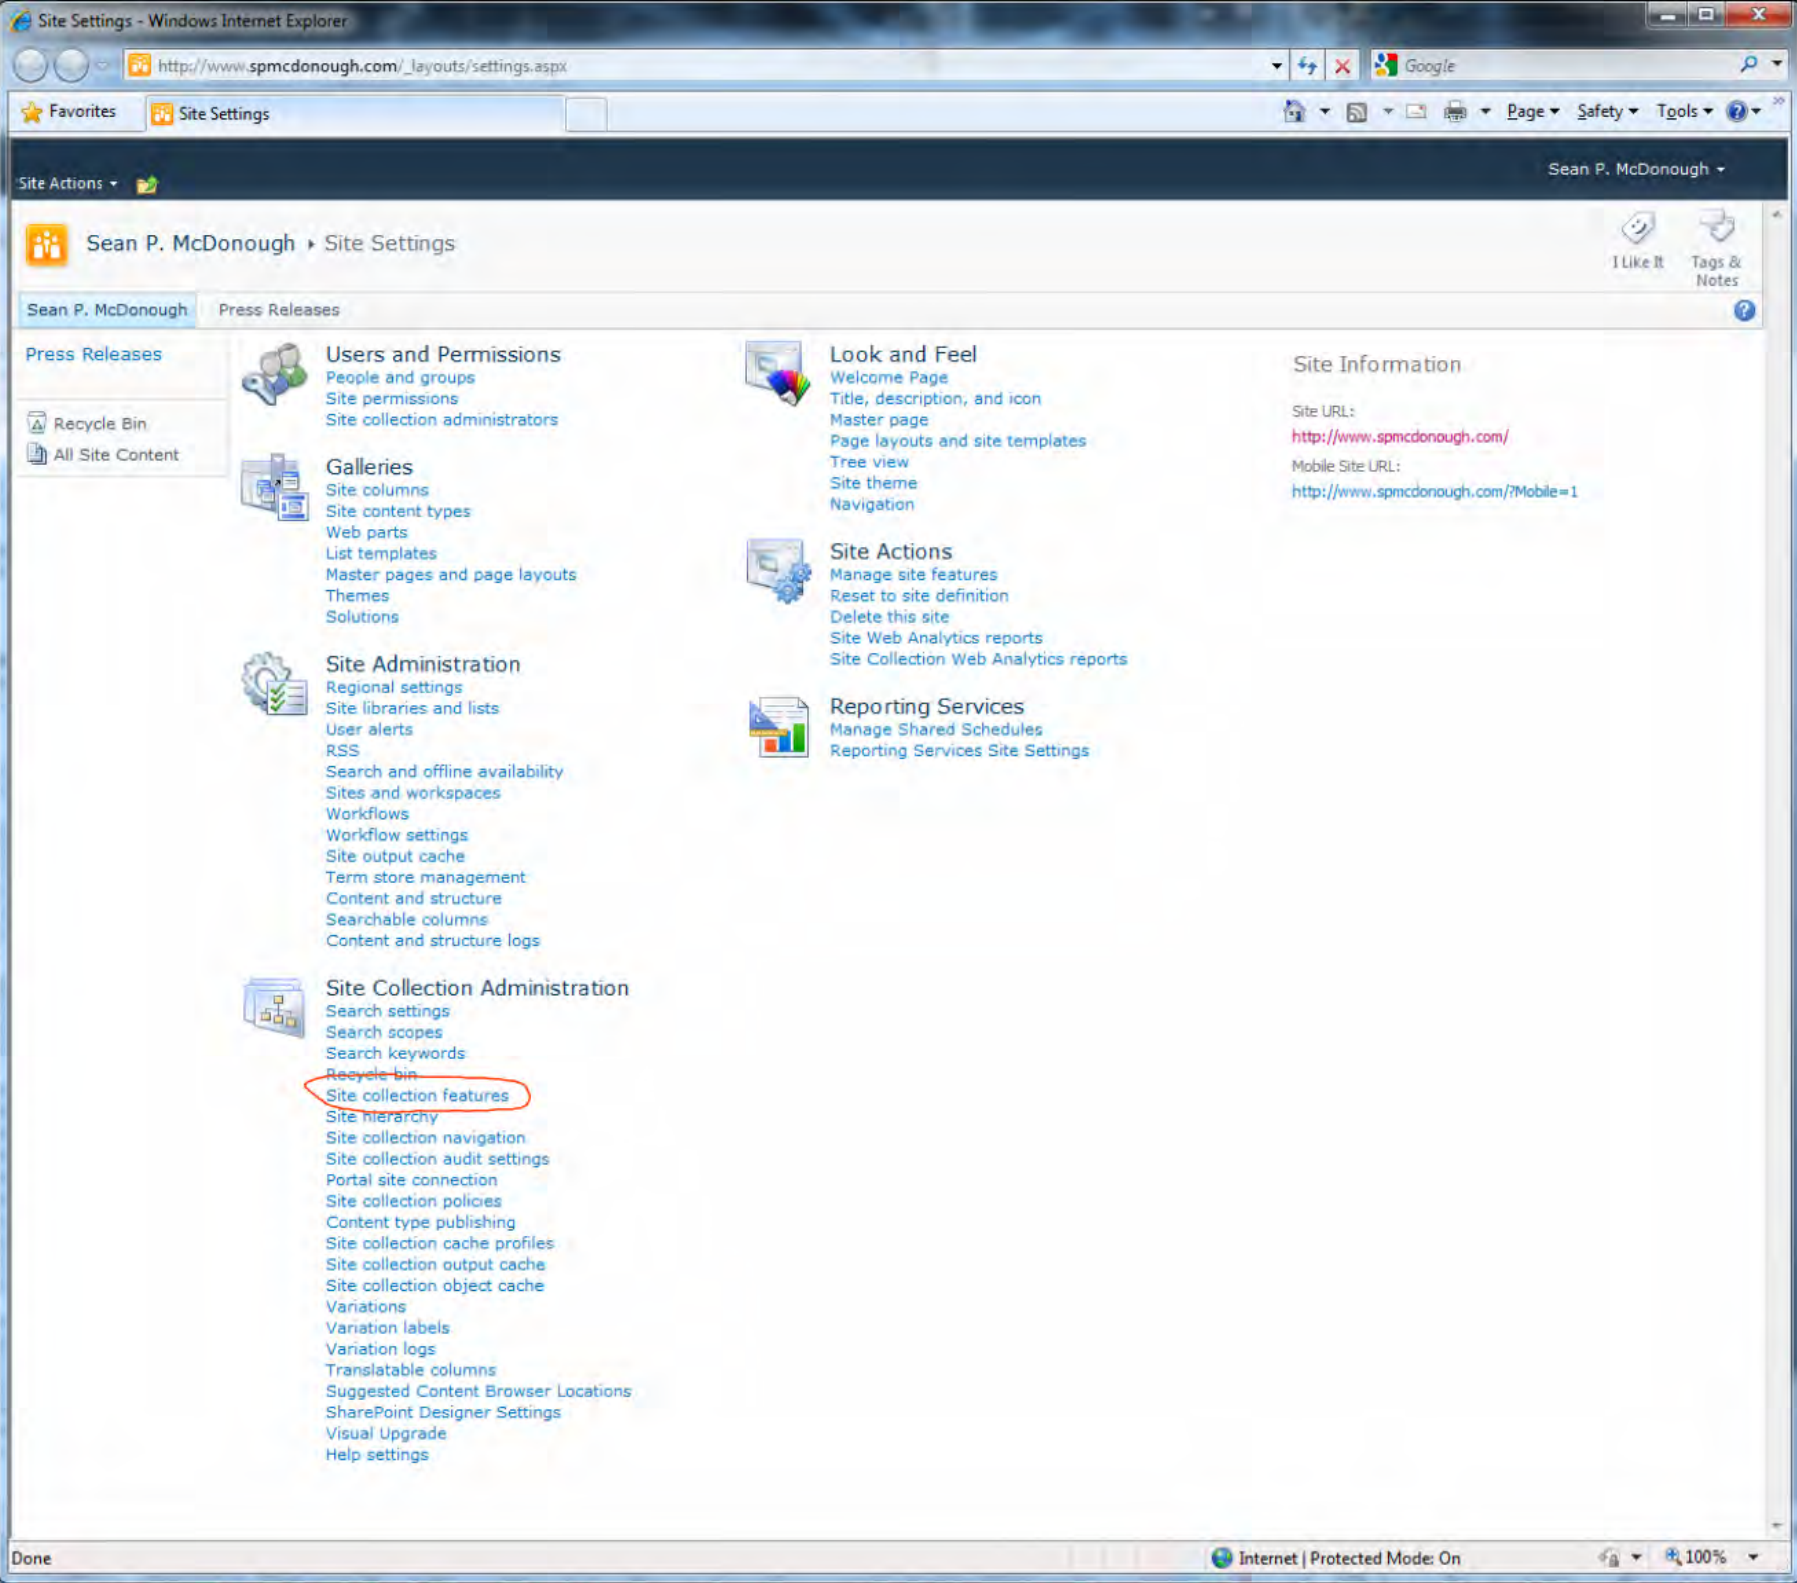 Site Settings - Windows Internet Explorer
http://www.spmcdonough.com/_layouts/settings.aspx
Google
Favorites
Site Settings
Page
Safety
Tools
Site Actions
Sean P. McDonough
Sean P. McDonough Site Settings
I Like It
Tags &
Notes
Sean P. McDonough
Press Releases
Press Releases
Recycle Bin
All Site Content
Users and Permissions
People and groups
Site permissions
Site collection administrators
Galleries
Site columns
Site content types
Web parts
List templates
Master pages and page layouts
Themes
Solutions
Site Administration
Regional settings
Site libraries and lists
User alerts
RSS
Search and offline availability
Sites and workspaces
Workflows
Workflow settings
Site output cache
Term store management
Content and structure
Searchable columns
Content and structure logs
Site Collection Administration
Search settings
Search scopes
Search keywords
Recycle bin
Site collection features
Site hierarchy
Site collection navigation
Site collection audit settings
Portal site connection
Site collection policies
Content type publishing
Site collection cache profiles
Site collection output cache
Site collection object cache
Variations
Variation labels
Variation logs
Translatable columns
Suggested Content Browser Locations
SharePoint Designer Settings
Visual Upgrade
Help settings
Look and Feel
Welcome Page
Title, description, and icon
Master page
Page layouts and site templates
Tree view
Site theme
Navigation
Site Actions
Manage site features
Reset to site definition
Delete this site
Site Web Analytics reports
Site Collection Web Analytics reports
Reporting Services
Manage Shared Schedules
Reporting Services Site Settings
Site Information
Site URL:
http://www.spmcdonough.com/
Mobile Site URL:
http://www.spmcdonough.com/?Mobile=1
Done
Internet | Protected Mode: On
100%